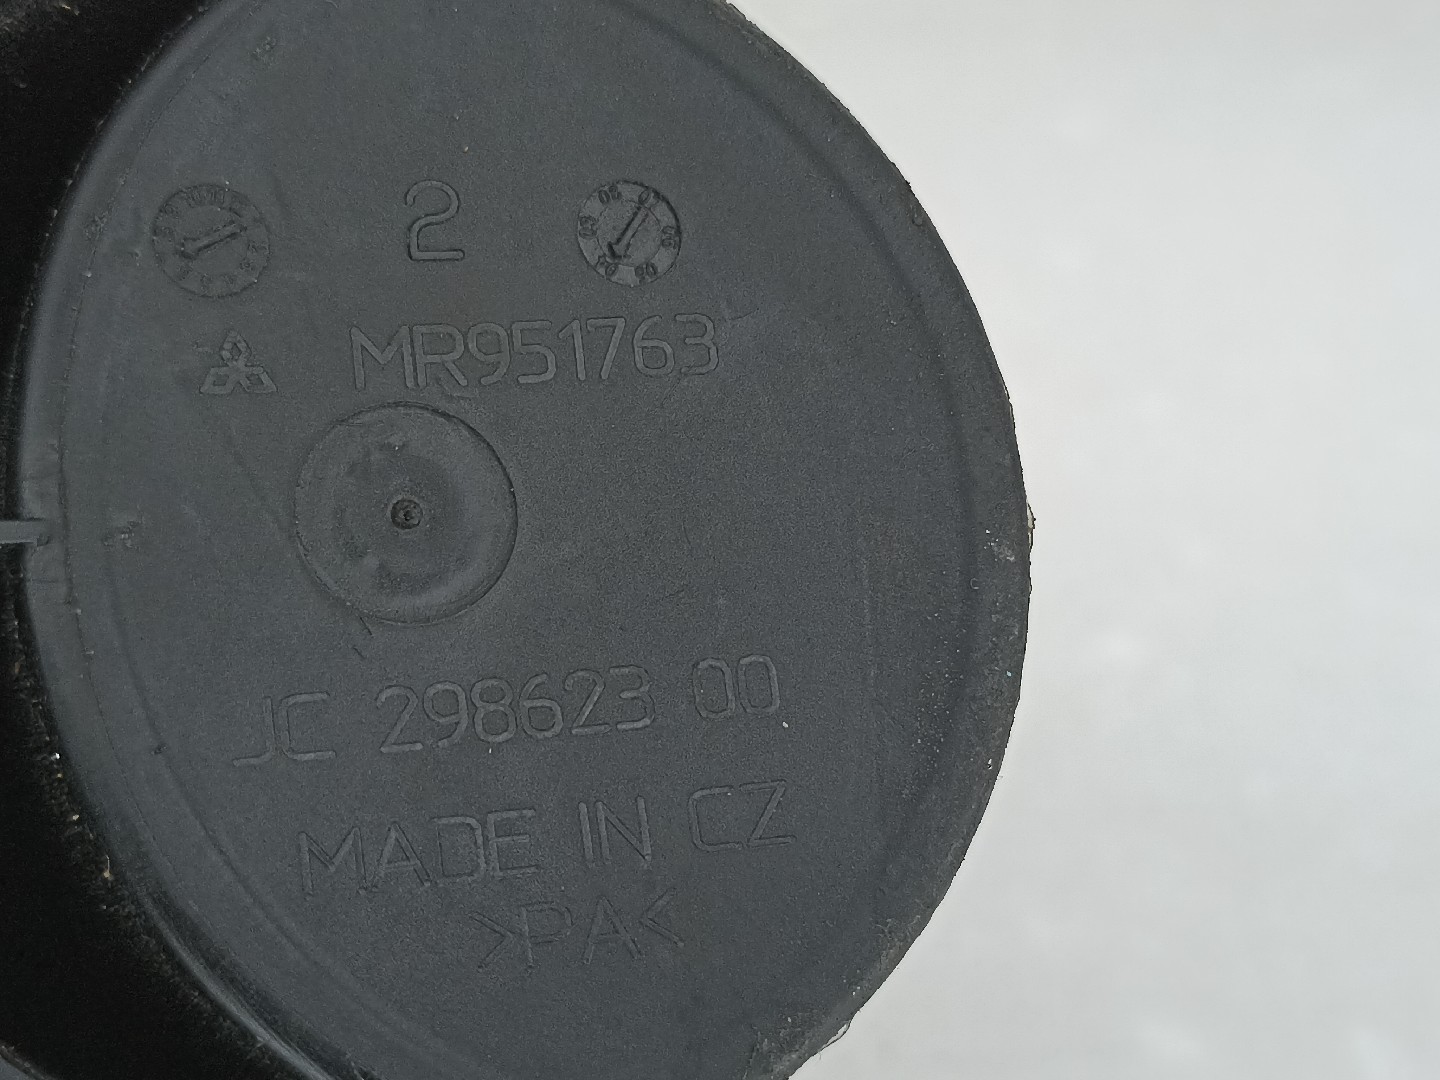 2
MR951763
JC 298623 00
MADE IN CZ
>PA<